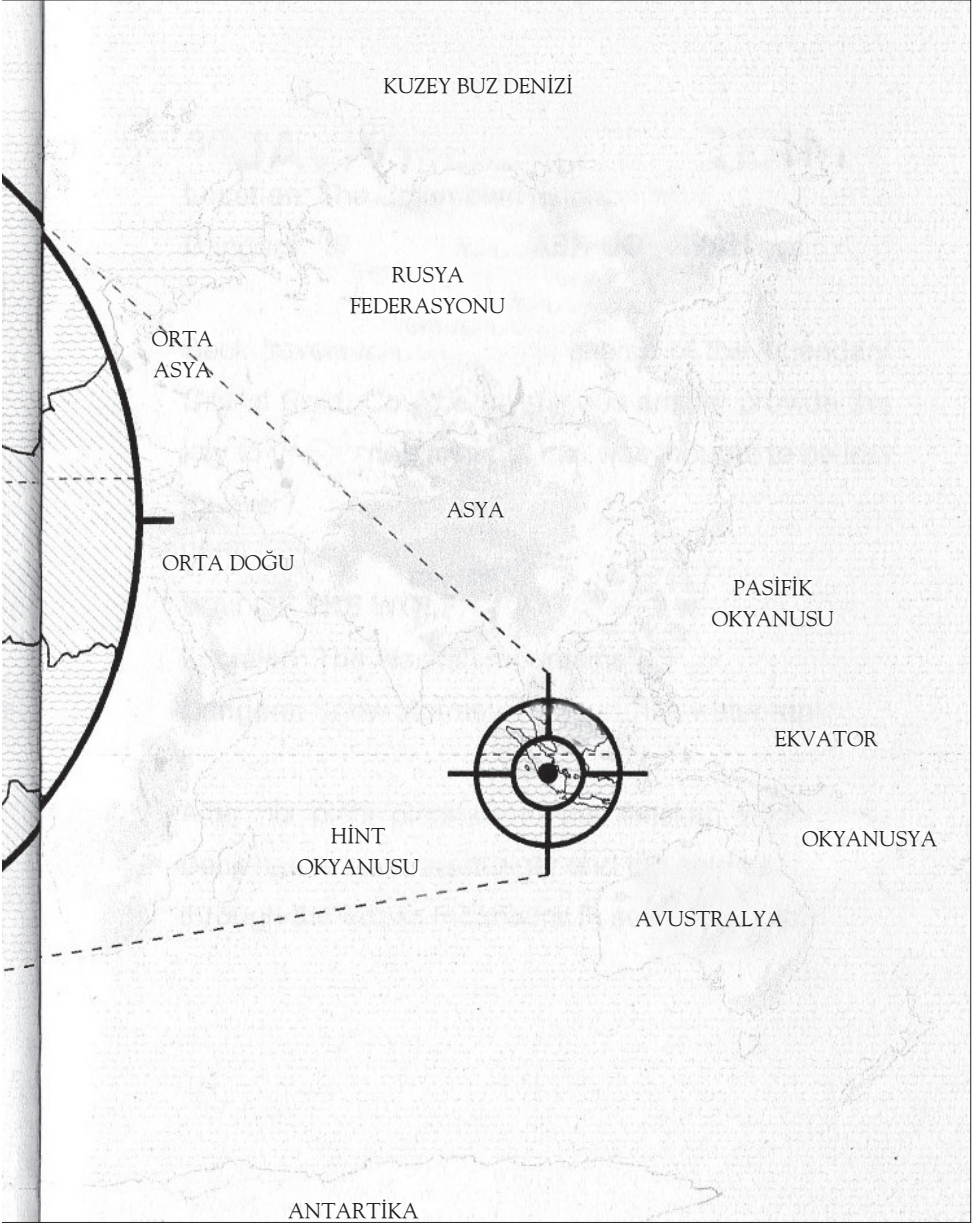 KUZEY BUZ DENİZİ
RUSYA
FEDERASYONU
ORTA
ASYA
ASYA
ORTA DOĞU
PASİFİK
OKYANUSU
EKVATOR
HİNT
OKYANUSU
OKYANUSYA
AVUSTRALYA
ANTARTİKA